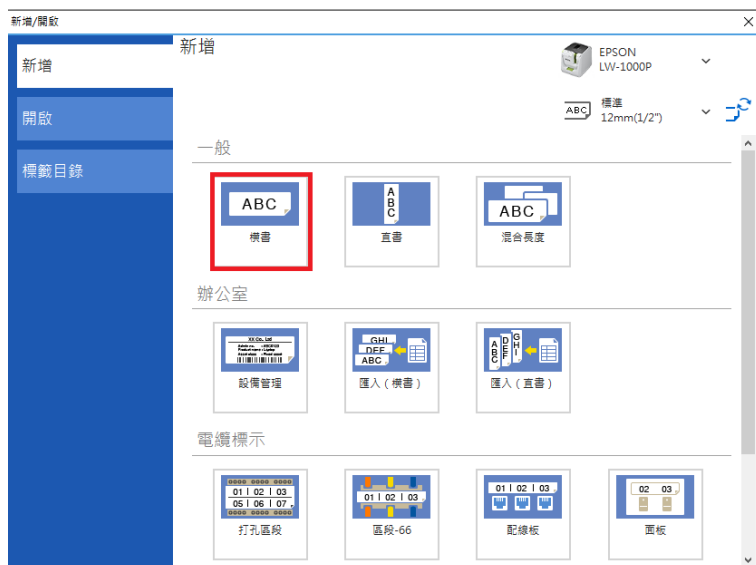 新增/開啟
新增
開啟
標籤目錄
新增
EPSON
LW-1000P
ABC
標準
12mm(1/2")
一般
ABC
橫書
A
B
C
直書
ABC
混合長度
辦公室
XX Co., Ltd
設備管理
GHI
DEF
ABC
匯入（橫書）
A
B
C
D
E
F
G
H
I
匯入（直書）
電纜標示
01 02 03
05 06 07
打孔區段
01 02 03
區段-66
01 02 03
配線板
02 03
面板